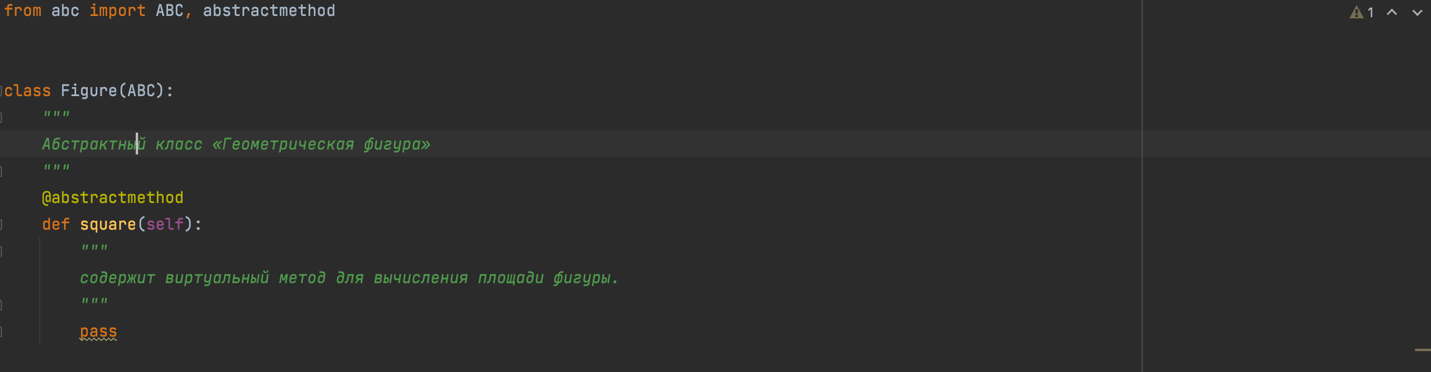 from abc import ABC, abstractmethod
1
class Figure(ABC):
"""
Абстрактный класс «Геометрическая фигура»
"""
@abstractmethod
def square(self):
"""
содержит виртуальный метод для вычисления площади фигуры.
"""
pass